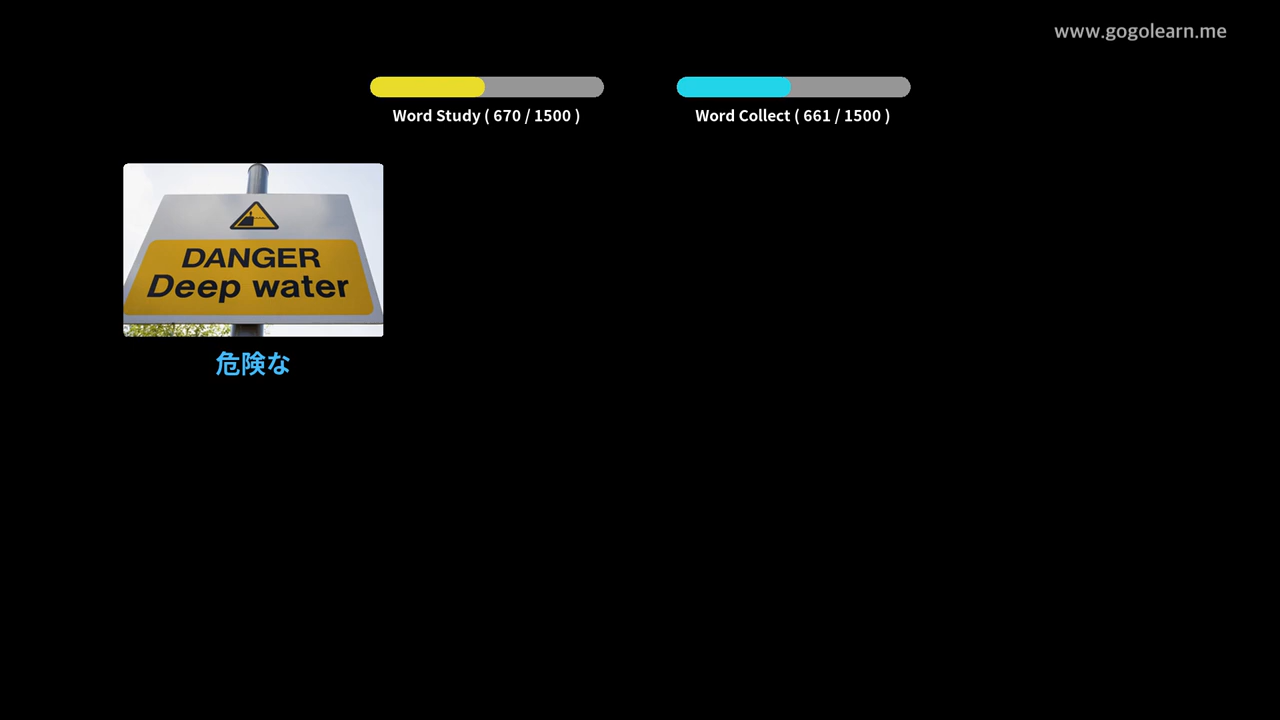 www.gogolearn.me
Word Study ( 670 / 1500 )
Word Collect ( 661 / 1500 )
DANGER
Deep water
危険な